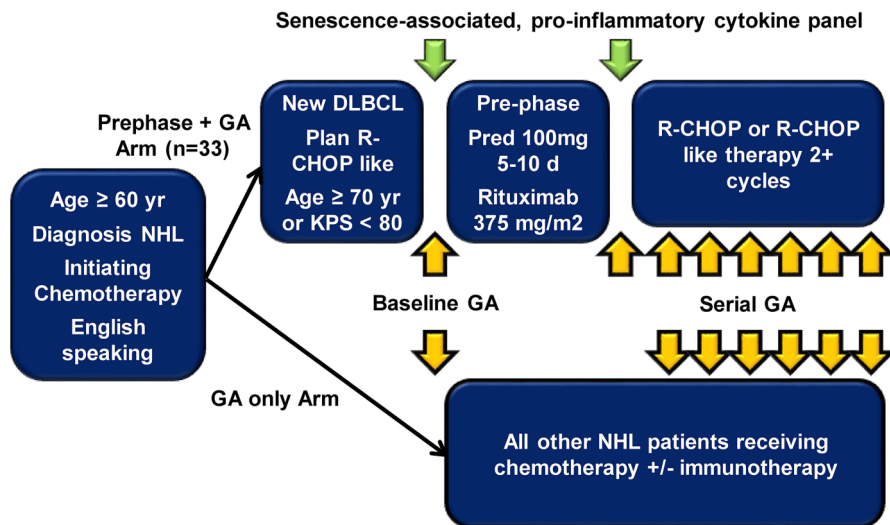 Senescence-associated, pro-inflammatory cytokine panel
Prephase + GA
Arm (n=33)
New DLBCL
Plan R-
CHOP like
Age ≥ 70 yr
or KPS < 80
Pre-phase
Pred 100mg
5-10 d
Rituximab
375 mg/m2
R-CHOP or R-CHOP
like therapy 2+
cycles
Age ≥ 60 yr
Diagnosis NHL
Initiating
Chemotherapy
English
speaking
Baseline GA
Serial GA
GA only Arm
All other NHL patients receiving
chemotherapy +/- immunotherapy